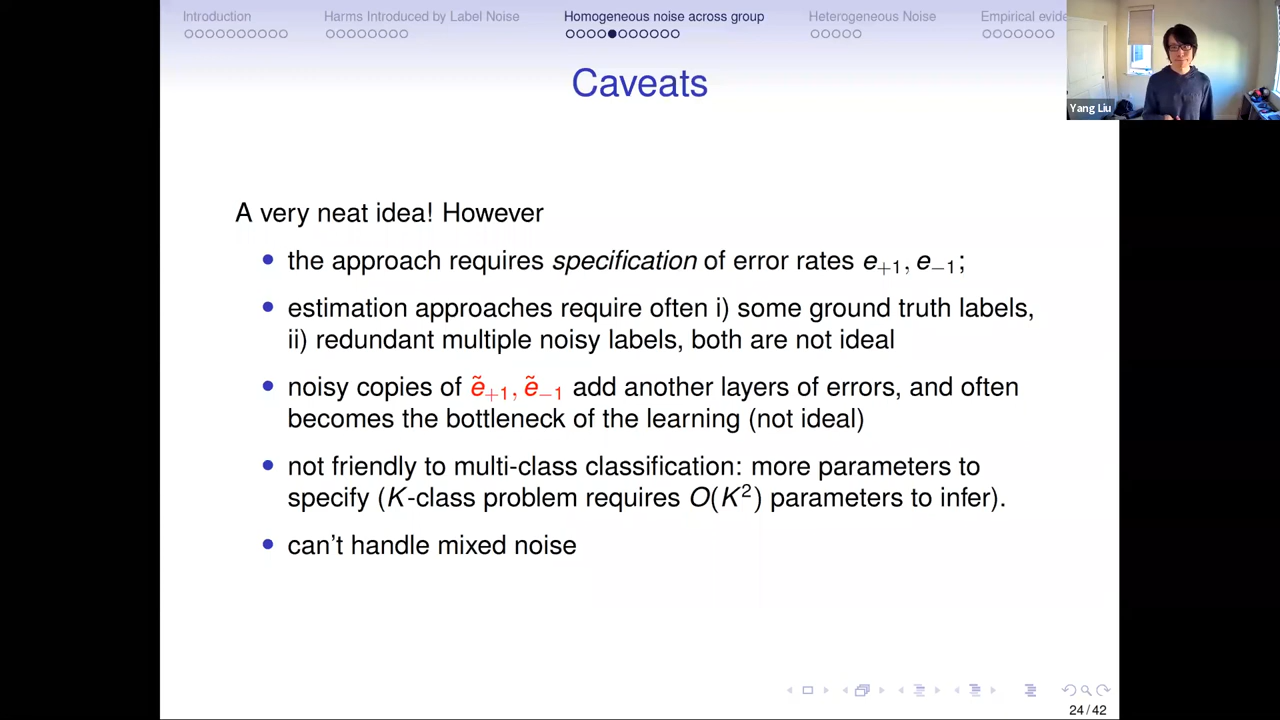 Introduction
Harms Introduced by Label Noise
Homogeneous noise across group
Heterogeneous Noise
Empirical evide
Yang Liu
Caveats
A very neat idea! However
the approach requires specification of error rates e₊₁, e₋₁;
estimation approaches require often i) some ground truth labels,
ii) redundant multiple noisy labels, both are not ideal
noisy copies of ẽ₊₁, ẽ₋₁ add another layers of errors, and often
becomes the bottleneck of the learning (not ideal)
not friendly to multi-class classification: more parameters to
specify (K-class problem requires O(K²) parameters to infer).
can't handle mixed noise
24 / 42